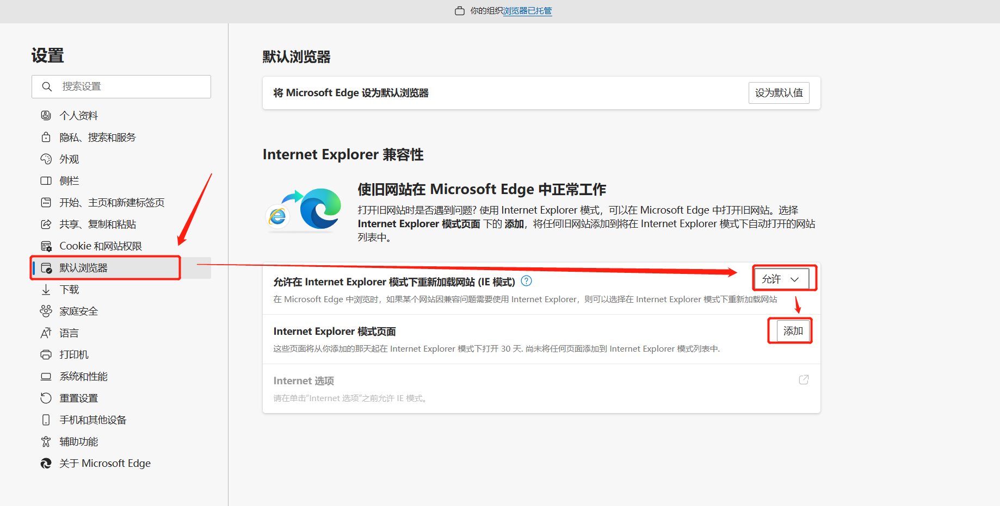 你的组织浏览器已托管
设置
搜索设置
个人资料
隐私、搜索和服务
外观
侧栏
开始、主页和新建标签页
共享、复制和粘贴
Cookie 和网站权限
默认浏览器
下载
家庭安全
语言
打印机
系统和性能
重置设置
手机和其他设备
辅助功能
关于 Microsoft Edge
默认浏览器
将 Microsoft Edge 设为默认浏览器
设为默认值
Internet Explorer 兼容性
使旧网站在 Microsoft Edge 中正常工作
打开旧网站时是否遇到问题? 使用 Internet Explorer 模式，可以在 Microsoft Edge 中打开旧网站。选择
Internet Explorer 模式页面 下的 添加，将任何旧网站添加到将在 Internet Explorer 模式下自动打开的网站
列表中。
允许在 Internet Explorer 模式下重新加载网站 (IE 模式)
允许
在 Microsoft Edge 中浏览时，如果某个网站因兼容问题需要使用 Internet Explorer，则可以选择在 Internet Explorer 模式下重新加载网站
Internet Explorer 模式页面
添加
这些页面将从你添加的那天起在 Internet Explorer 模式下打开 30 天. 尚未将任何页面添加到 Internet Explorer 模式列表中.
Internet 选项
请在单击“Internet 选项”之前允许 IE 模式。